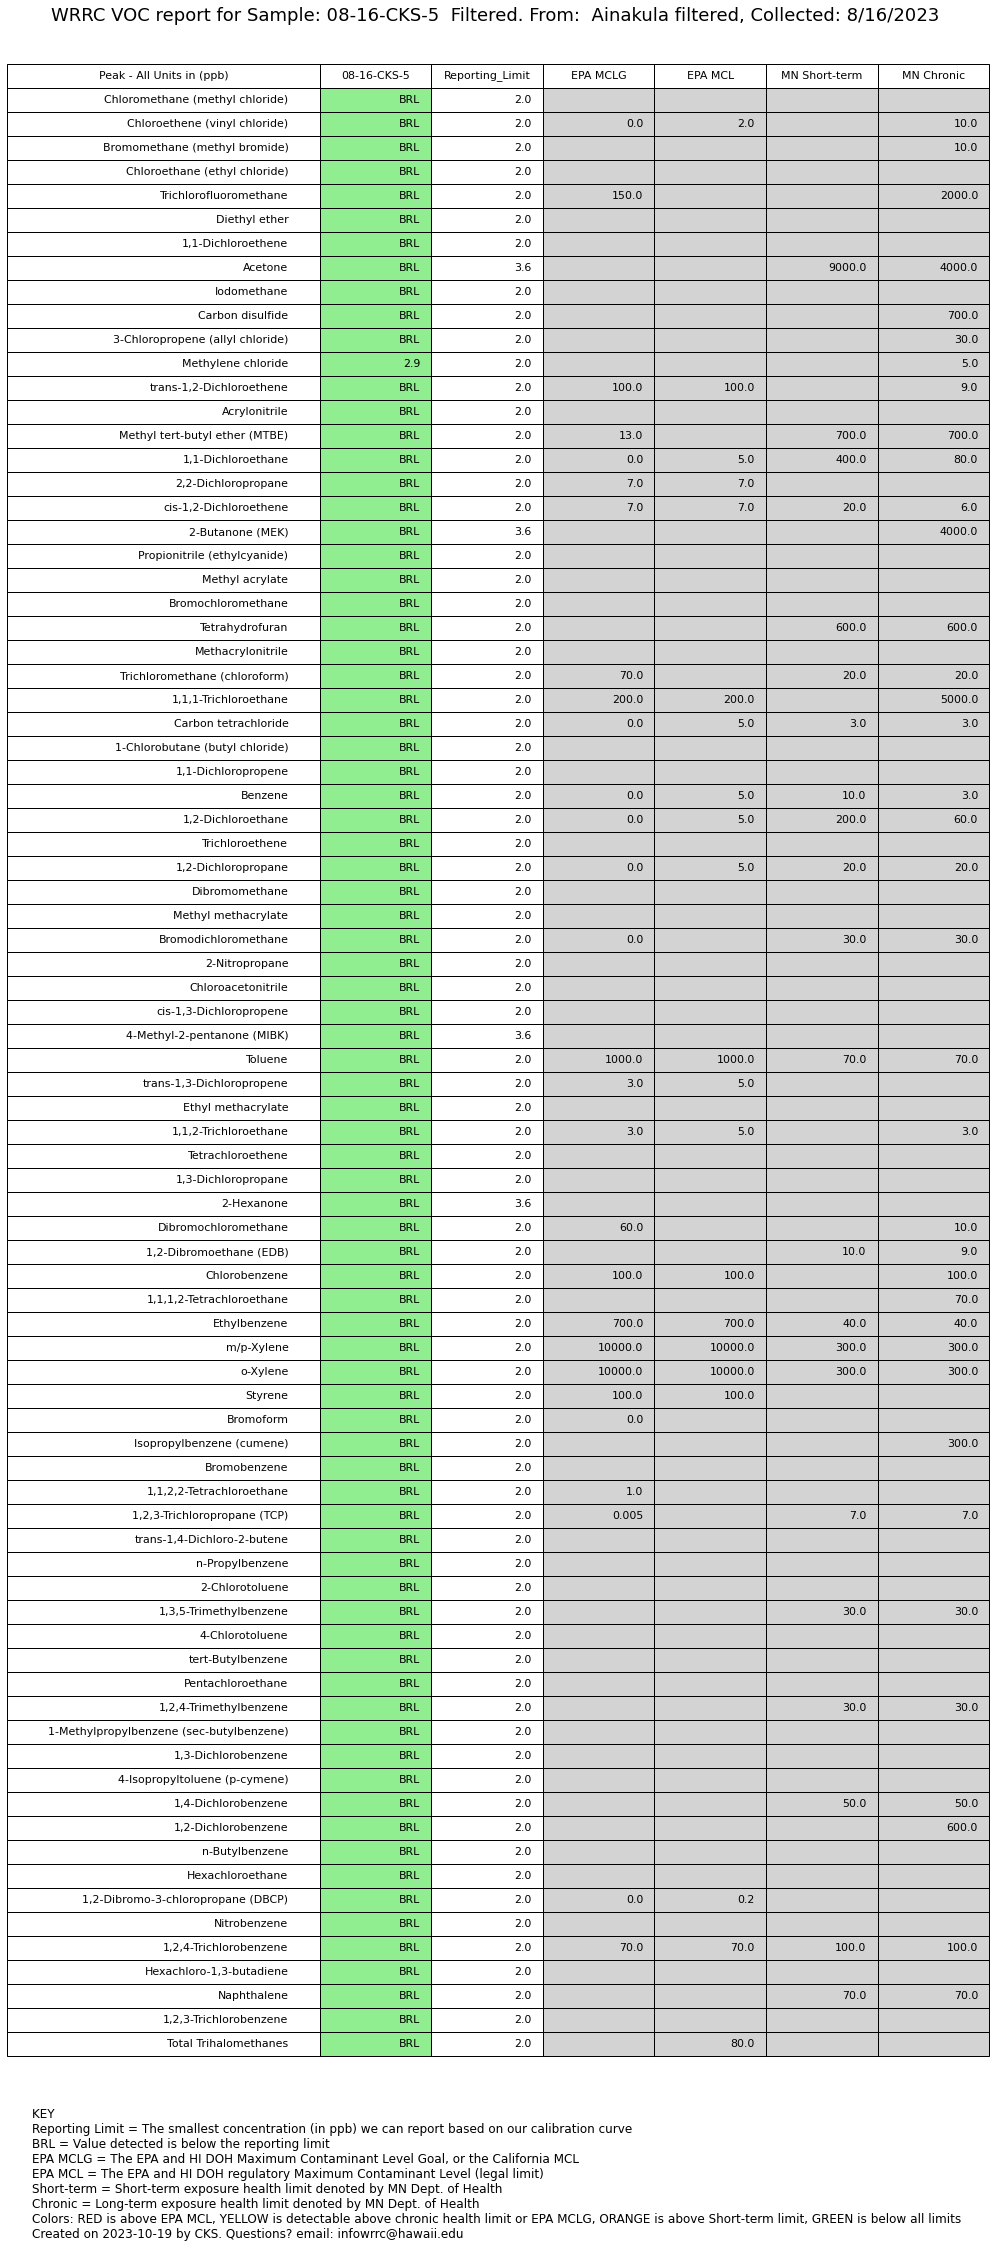 WRRC VOC report for Sample: 08-16-CKS-5  Filtered. From:  Ainakula filtered, Collected: 8/16/2023
Peak - All Units in (ppb) 08-16-CKS-5 Reporting_Limit EPA MCLG EPA MCL MN Short-term MN Chronic
Chloromethane (methyl chloride) BRL 2.0
Chloroethene (vinyl chloride) BRL 2.0 0.0 2.0 10.0
Bromomethane (methyl bromide) BRL 2.0 10.0
Chloroethane (ethyl chloride) BRL 2.0
Trichlorofluoromethane BRL 2.0 150.0 2000.0
Diethyl ether BRL 2.0
1,1-Dichloroethene BRL 2.0
Acetone BRL 3.6 9000.0 4000.0
Iodomethane BRL 2.0
Carbon disulfide BRL 2.0 700.0
3-Chloropropene (allyl chloride) BRL 2.0 30.0
Methylene chloride 2.9 2.0 5.0
trans-1,2-Dichloroethene BRL 2.0 100.0 100.0 9.0
Acrylonitrile BRL 2.0
Methyl tert-butyl ether (MTBE) BRL 2.0 13.0 700.0 700.0
1,1-Dichloroethane BRL 2.0 0.0 5.0 400.0 80.0
2,2-Dichloropropane BRL 2.0 7.0 7.0
cis-1,2-Dichloroethene BRL 2.0 7.0 7.0 20.0 6.0
2-Butanone (MEK) BRL 3.6 4000.0
Propionitrile (ethylcyanide) BRL 2.0
Methyl acrylate BRL 2.0
Bromochloromethane BRL 2.0
Tetrahydrofuran BRL 2.0 600.0 600.0
Methacrylonitrile BRL 2.0
Trichloromethane (chloroform) BRL 2.0 70.0 20.0 20.0
1,1,1-Trichloroethane BRL 2.0 200.0 200.0 5000.0
Carbon tetrachloride BRL 2.0 0.0 5.0 3.0 3.0
1-Chlorobutane (butyl chloride) BRL 2.0
1,1-Dichloropropene BRL 2.0
Benzene BRL 2.0 0.0 5.0 10.0 3.0
1,2-Dichloroethane BRL 2.0 0.0 5.0 200.0 60.0
Trichloroethene BRL 2.0
1,2-Dichloropropane BRL 2.0 0.0 5.0 20.0 20.0
Dibromomethane BRL 2.0
Methyl methacrylate BRL 2.0
Bromodichloromethane BRL 2.0 0.0 30.0 30.0
2-Nitropropane BRL 2.0
Chloroacetonitrile BRL 2.0
cis-1,3-Dichloropropene BRL 2.0
4-Methyl-2-pentanone (MIBK) BRL 3.6
Toluene BRL 2.0 1000.0 1000.0 70.0 70.0
trans-1,3-Dichloropropene BRL 2.0 3.0 5.0
Ethyl methacrylate BRL 2.0
1,1,2-Trichloroethane BRL 2.0 3.0 5.0 3.0
Tetrachloroethene BRL 2.0
1,3-Dichloropropane BRL 2.0
2-Hexanone BRL 3.6
Dibromochloromethane BRL 2.0 60.0 10.0
1,2-Dibromoethane (EDB) BRL 2.0 10.0 9.0
Chlorobenzene BRL 2.0 100.0 100.0 100.0
1,1,1,2-Tetrachloroethane BRL 2.0 70.0
Ethylbenzene BRL 2.0 700.0 700.0 40.0 40.0
m/p-Xylene BRL 2.0 10000.0 10000.0 300.0 300.0
o-Xylene BRL 2.0 10000.0 10000.0 300.0 300.0
Styrene BRL 2.0 100.0 100.0
Bromoform BRL 2.0 0.0
Isopropylbenzene (cumene) BRL 2.0 300.0
Bromobenzene BRL 2.0
1,1,2,2-Tetrachloroethane BRL 2.0 1.0
1,2,3-Trichloropropane (TCP) BRL 2.0 0.005 7.0 7.0
trans-1,4-Dichloro-2-butene BRL 2.0
n-Propylbenzene BRL 2.0
2-Chlorotoluene BRL 2.0
1,3,5-Trimethylbenzene BRL 2.0 30.0 30.0
4-Chlorotoluene BRL 2.0
tert-Butylbenzene BRL 2.0
Pentachloroethane BRL 2.0
1,2,4-Trimethylbenzene BRL 2.0 30.0 30.0
1-Methylpropylbenzene (sec-butylbenzene) BRL 2.0
1,3-Dichlorobenzene BRL 2.0
4-Isopropyltoluene (p-cymene) BRL 2.0
1,4-Dichlorobenzene BRL 2.0 50.0 50.0
1,2-Dichlorobenzene BRL 2.0 600.0
n-Butylbenzene BRL 2.0
Hexachloroethane BRL 2.0
1,2-Dibromo-3-chloropropane (DBCP) BRL 2.0 0.0 0.2
Nitrobenzene BRL 2.0
1,2,4-Trichlorobenzene BRL 2.0 70.0 70.0 100.0 100.0
Hexachloro-1,3-butadiene BRL 2.0
Naphthalene BRL 2.0 70.0 70.0
1,2,3-Trichlorobenzene BRL 2.0
Total Trihalomethanes BRL 2.0 80.0
KEY
Reporting Limit = The smallest concentration (in ppb) we can report based on our calibration curve
BRL = Value detected is below the reporting limit
EPA MCLG = The EPA and HI DOH Maximum Contaminant Level Goal, or the California MCL
EPA MCL = The EPA and HI DOH regulatory Maximum Contaminant Level (legal limit)
Short-term = Short-term exposure health limit denoted by MN Dept. of Health
Chronic = Long-term exposure health limit denoted by MN Dept. of Health
Colors: RED is above EPA MCL, YELLOW is detectable above chronic health limit or EPA MCLG, ORANGE is above Short-term limit, GREEN is below all limits
Created on 2023-10-19 by CKS. Questions? email: infowrrc@hawaii.edu